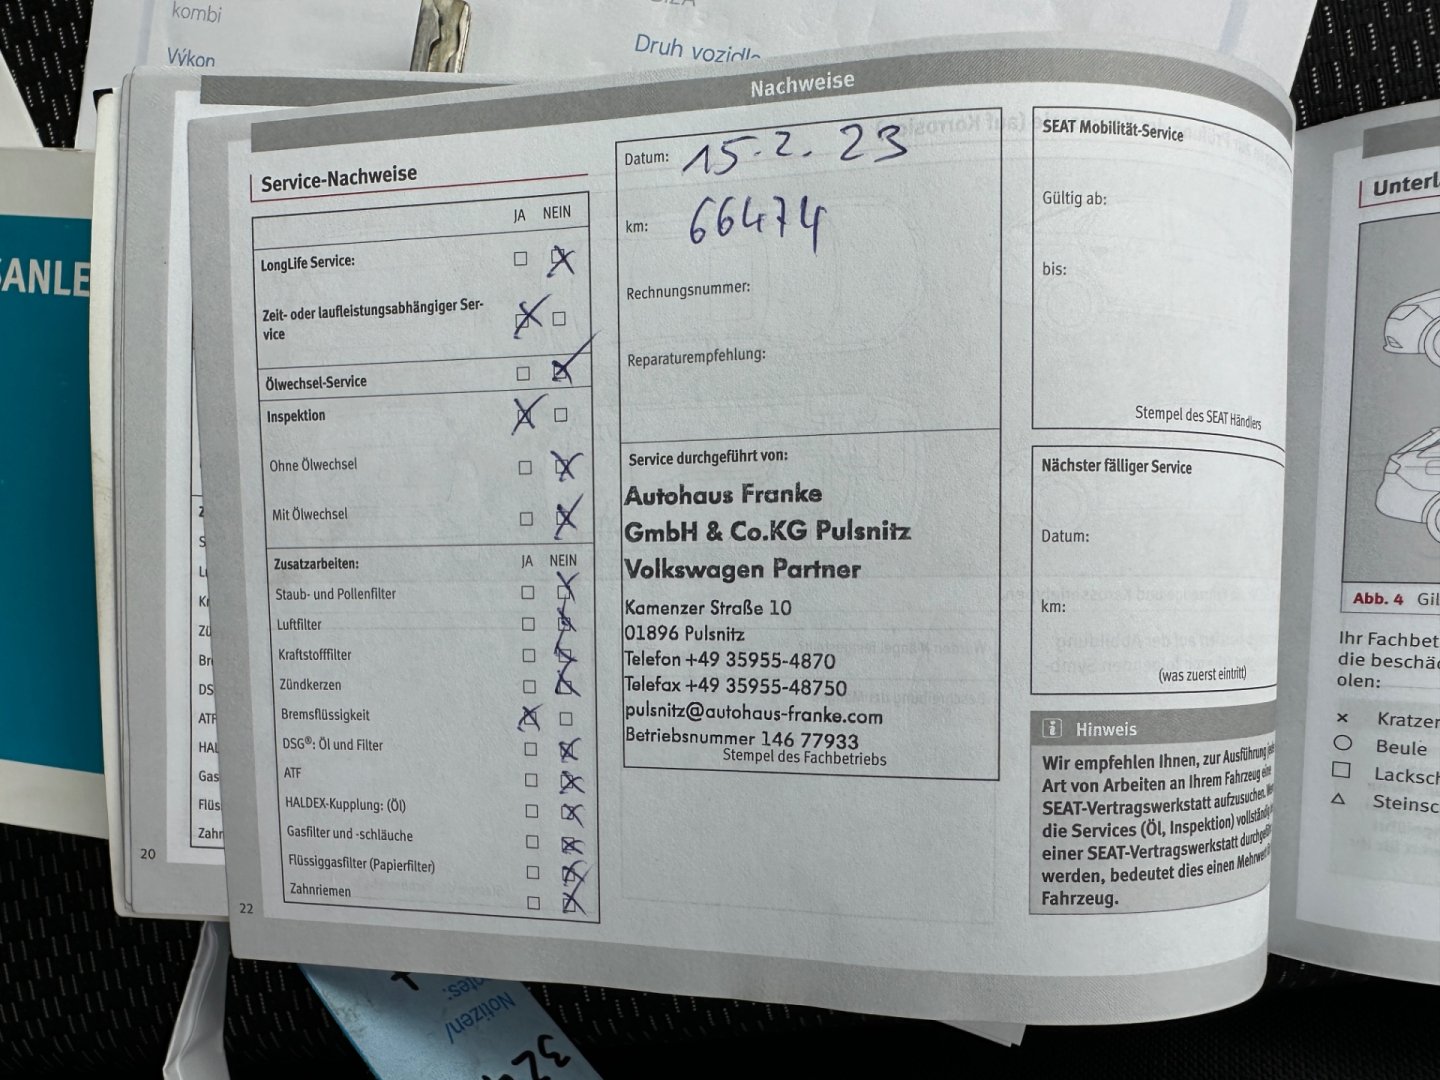 kombi
Výkon
Druh vozidla
Nachweise
Service-Nachweise
JA NEIN
LongLife Service:
Zeit- oder laufleistungsabhängiger Ser-
vice
Ölwechsel-Service
Inspektion
Ohne Ölwechsel
Mit Ölwechsel
Zusatzarbeiten: JA NEIN
Staub- und Pollenfilter
Luftfilter
Kraftstofffilter
Zündkerzen
Bremsflüssigkeit
DSG®: Öl und Filter
ATF
HALDEX-Kupplung: (Öl)
Gasfilter und -schläuche
Flüssiggasfilter (Papierfilter)
Zahnriemen
22
Datum: 15.2.23
km: 66474
Rechnungsnummer:
Reparaturempfehlung:
Service durchgeführt von:
Autohaus Franke
GmbH & Co.KG Pulsnitz
Volkswagen Partner
Kamenzer Straße 10
01896 Pulsnitz
Telefon +49 35955-4870
Telefax +49 35955-48750
pulsnitz@autohaus-franke.com
Betriebsnummer 146 77933
Stempel des Fachbetriebs
SEAT Mobilität-Service
Gültig ab:
bis:
Stempel des SEAT Händlers
Nächster fälliger Service
Datum:
km:
(was zuerst eintritt)
Hinweis
Wir empfehlen Ihnen, zur Ausführung
Art von Arbeiten an Ihrem Fahrzeug eine
SEAT-Vertragswerkstatt aufzusuchen.
die Services (Öl, Inspektion) vollständig
einer SEAT-Vertragswerkstatt
werden, bedeutet dies einen Mehrwert
Fahrzeug.
20
ATF
HAL
Gas
Flüs
Zahn
SANLE
Unterl
Abb. 4 Gil
Ihr Fachbet
die beschäd
olen:
Kratzer
Beule
Lacksch
Steinsc
Notizen/